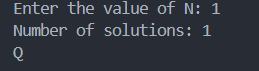 Enter the value of N: 1
Number of solutions: 1
Q